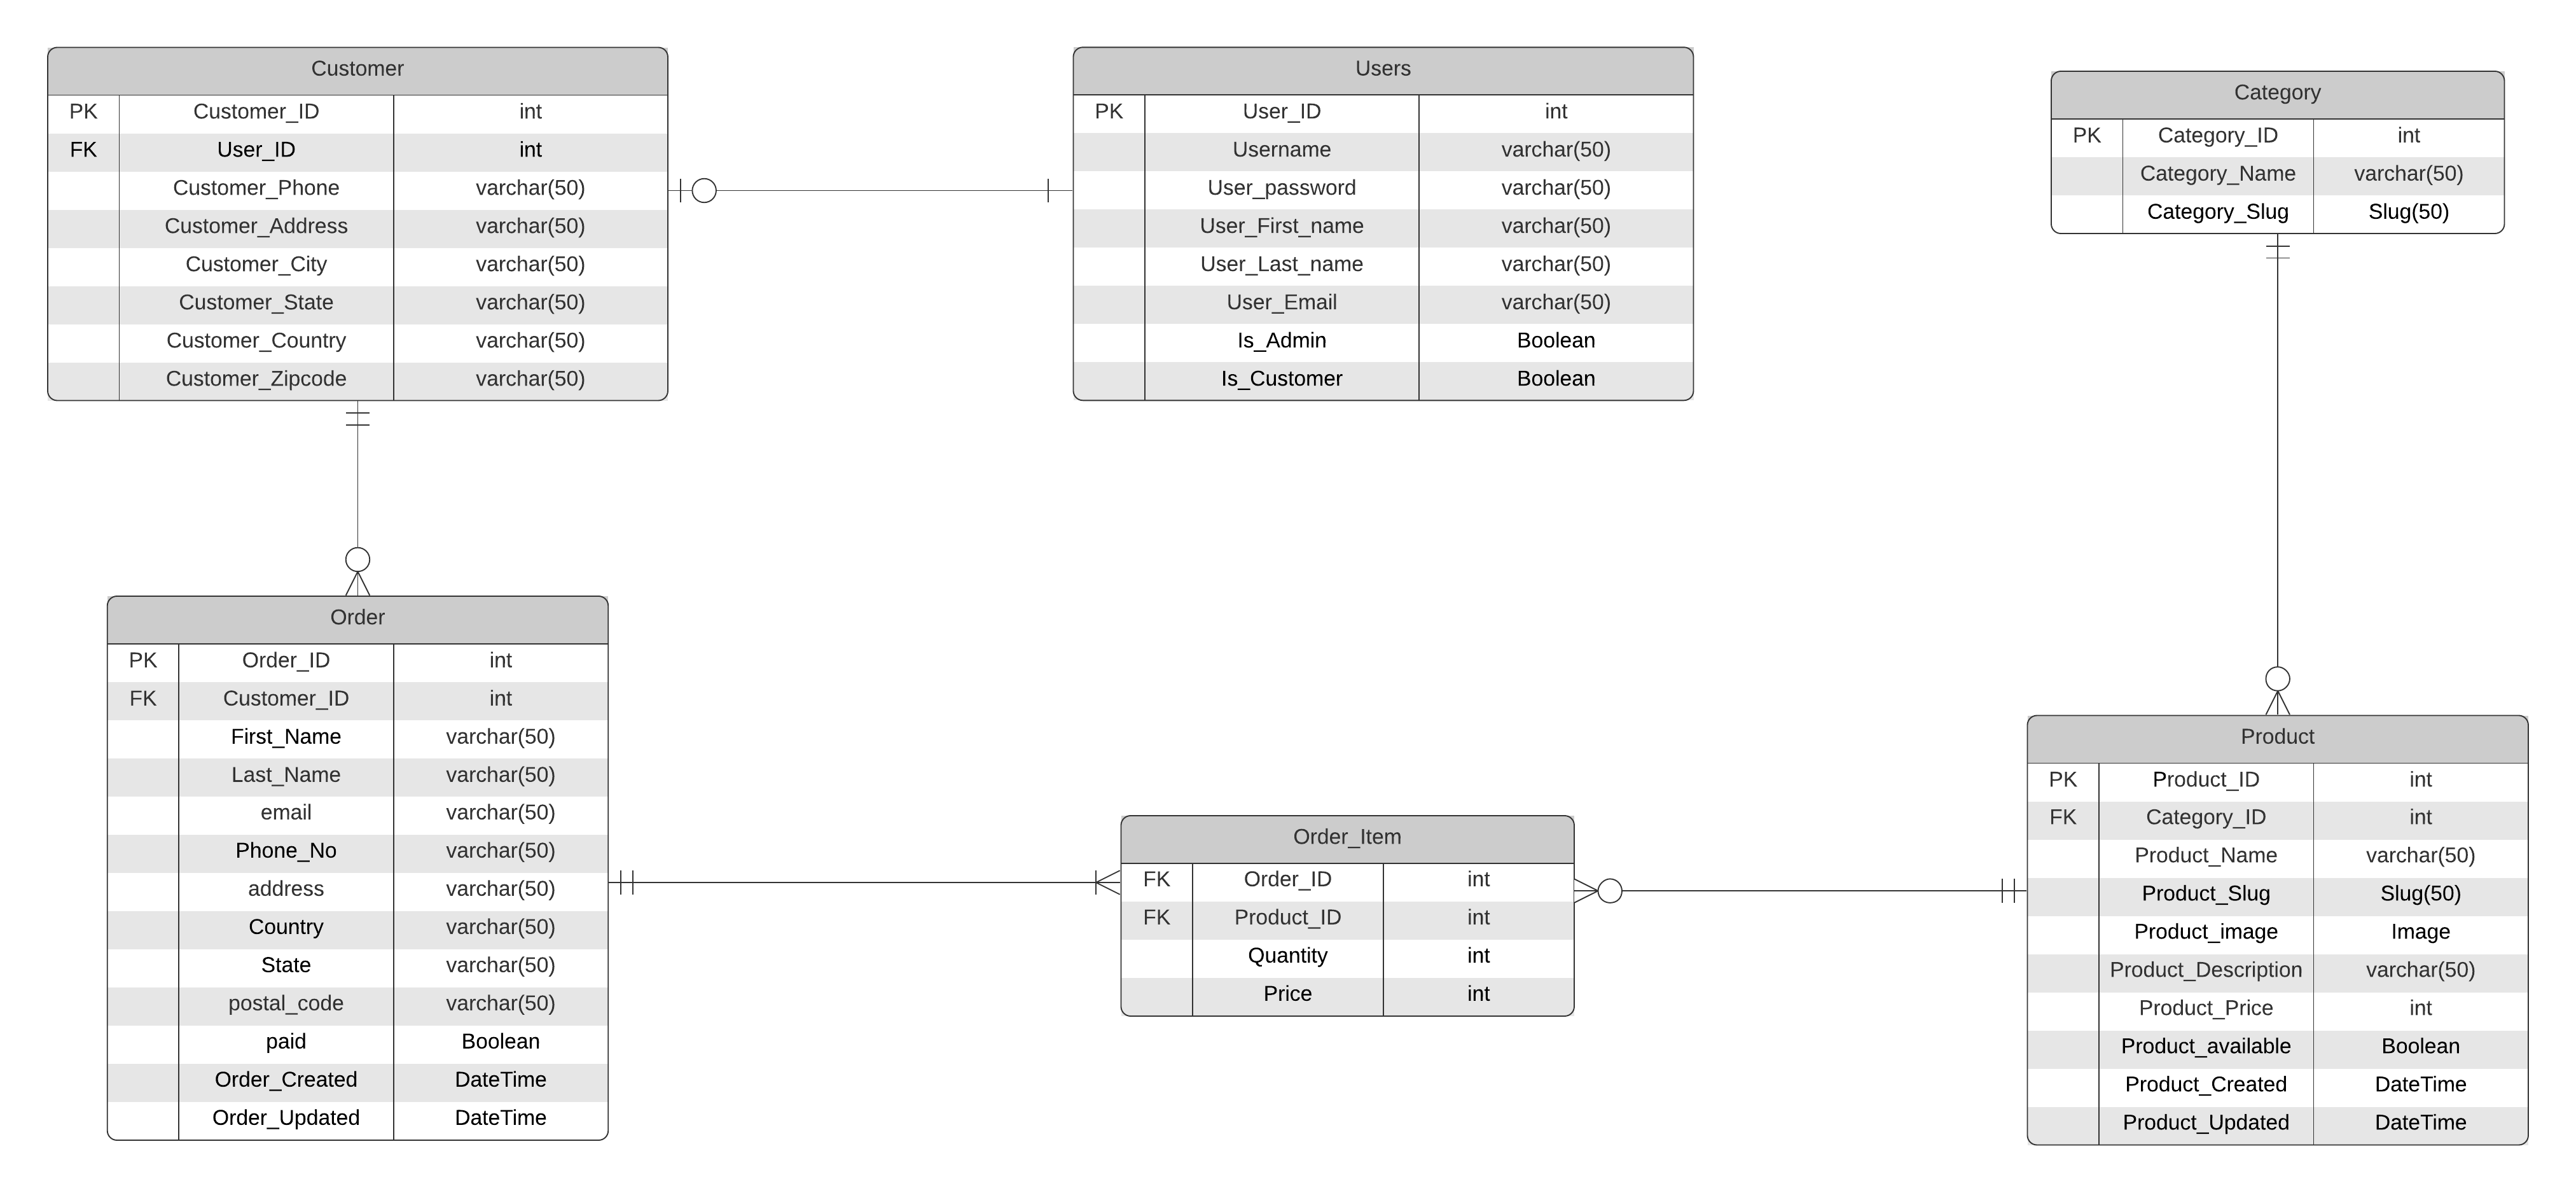 Customer
PK Customer_ID int
FK User_ID int
Customer_Phone varchar(50)
Customer_Address varchar(50)
Customer_City varchar(50)
Customer_State varchar(50)
Customer_Country varchar(50)
Customer_Zipcode varchar(50)
Users
PK User_ID int
Username varchar(50)
User_password varchar(50)
User_First_name varchar(50)
User_Last_name varchar(50)
User_Email varchar(50)
Is_Admin Boolean
Is_Customer Boolean
Category
PK Category_ID int
Category_Name varchar(50)
Category_Slug Slug(50)
Order
PK Order_ID int
FK Customer_ID int
First_Name varchar(50)
Last_Name varchar(50)
email varchar(50)
Phone_No varchar(50)
address varchar(50)
Country varchar(50)
State varchar(50)
postal_code varchar(50)
paid Boolean
Order_Created DateTime
Order_Updated DateTime
Order_Item
FK Order_ID int
FK Product_ID int
Quantity int
Price int
Product
PK Product_ID int
FK Category_ID int
Product_Name varchar(50)
Product_Slug Slug(50)
Product_image Image
Product_Description varchar(50)
Product_Price int
Product_available Boolean
Product_Created DateTime
Product_Updated DateTime